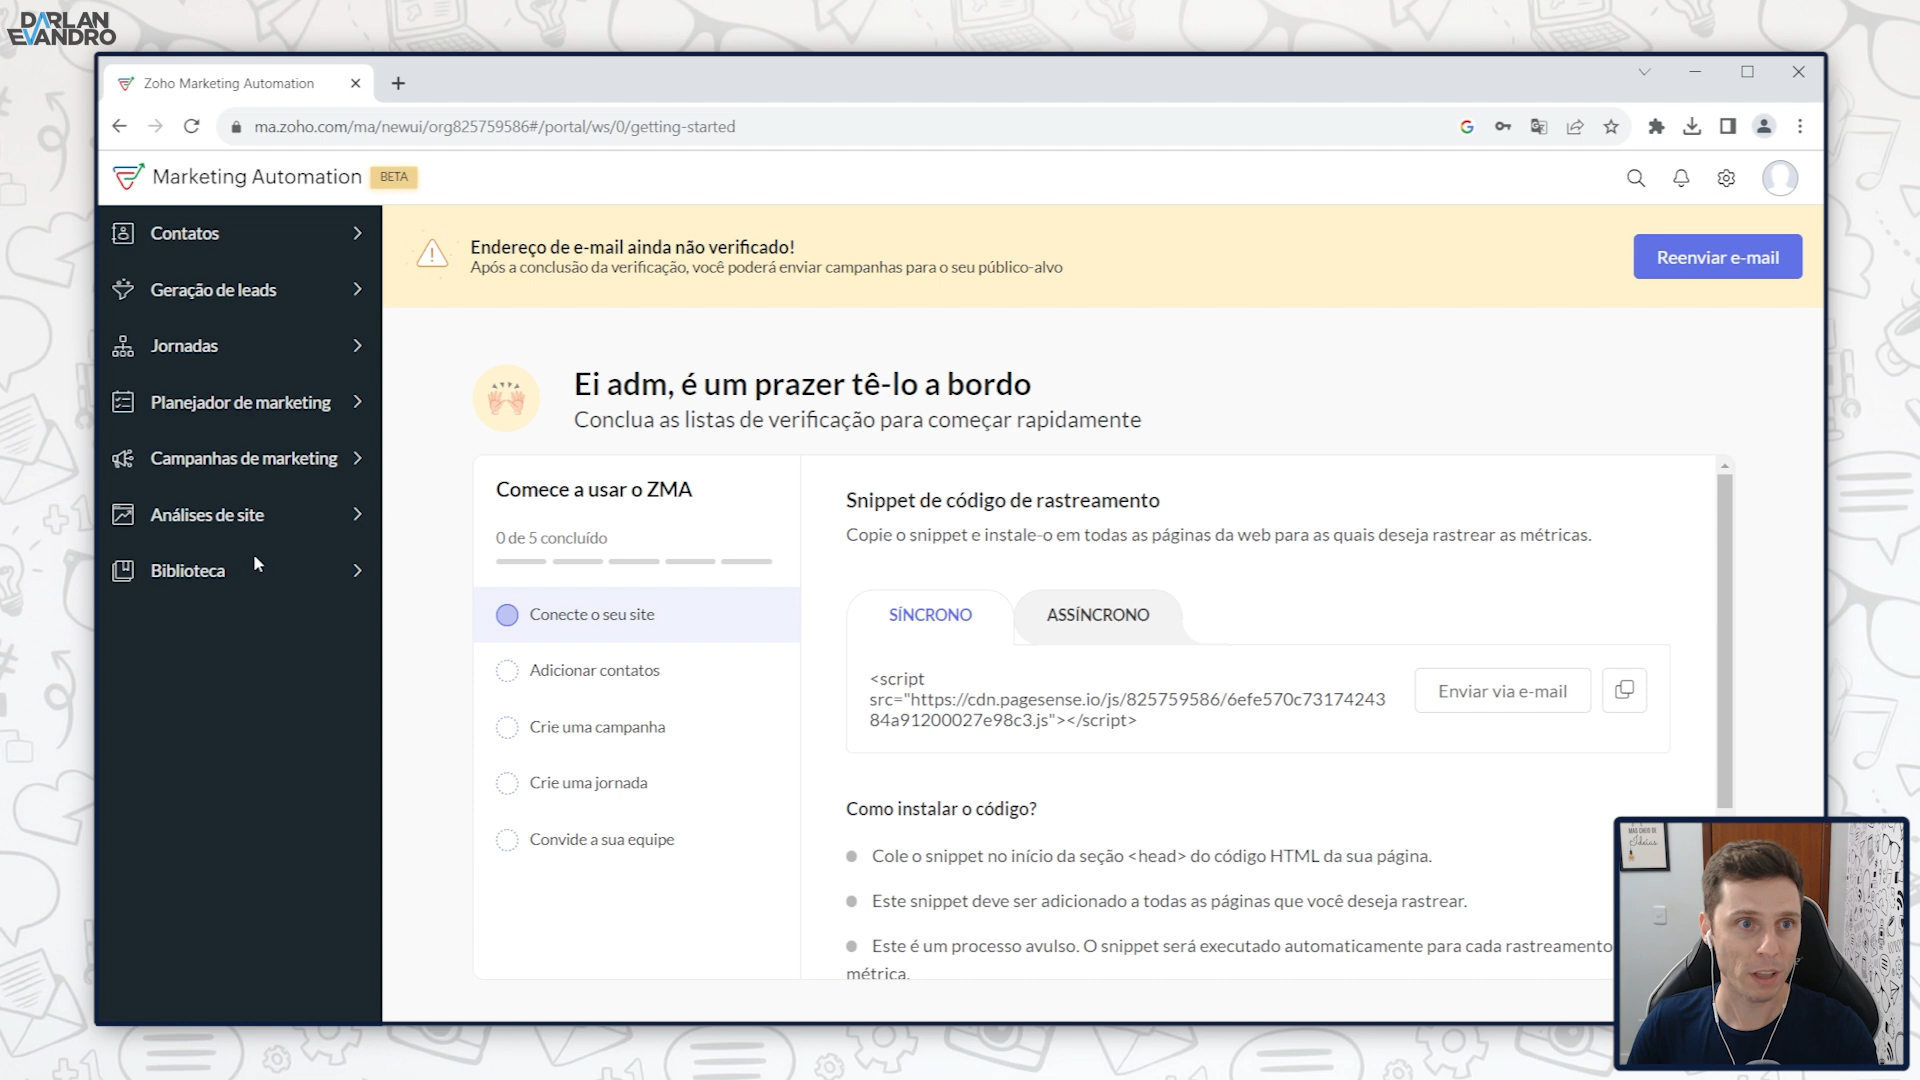 DARLAN
EVANDRO
Zoho Marketing Automation
ma.zoho.com/ma/newui/org825759586#/portal/ws/0/getting-started
Marketing Automation BETA
Contatos
Geração de leads
Jornadas
Planejador de marketing
Campanhas de marketing
Análises de site
Biblioteca
Endereço de e-mail ainda não verificado!
Após a conclusão da verificação, você poderá enviar campanhas para o seu público-alvo
Reenviar e-mail
Ei adm, é um prazer tê-lo a bordo
Conclua as listas de verificação para começar rapidamente
Comece a usar o ZMA
0 de 5 concluído
Conecte o seu site
Adicionar contatos
Crie uma campanha
Crie uma jornada
Convide a sua equipe
Snippet de código de rastreamento
Copie o snippet e instale-o em todas as páginas da web para as quais deseja rastrear as métricas.
SÍNCRONO
ASSÍNCRONO
<script
src="https://cdn.pagesense.io/js/825759586/6efe570c73174243
84a91200027e98c3.js"></script>
Enviar via e-mail
Como instalar o código?
Cole o snippet no início da seção <head> do código HTML da sua página.
Este snippet deve ser adicionado a todas as páginas que você deseja rastrear.
Este é um processo avulso. O snippet será executado automaticamente para cada rastreamento
métrica.
MAS CHEIO DE
Ideias